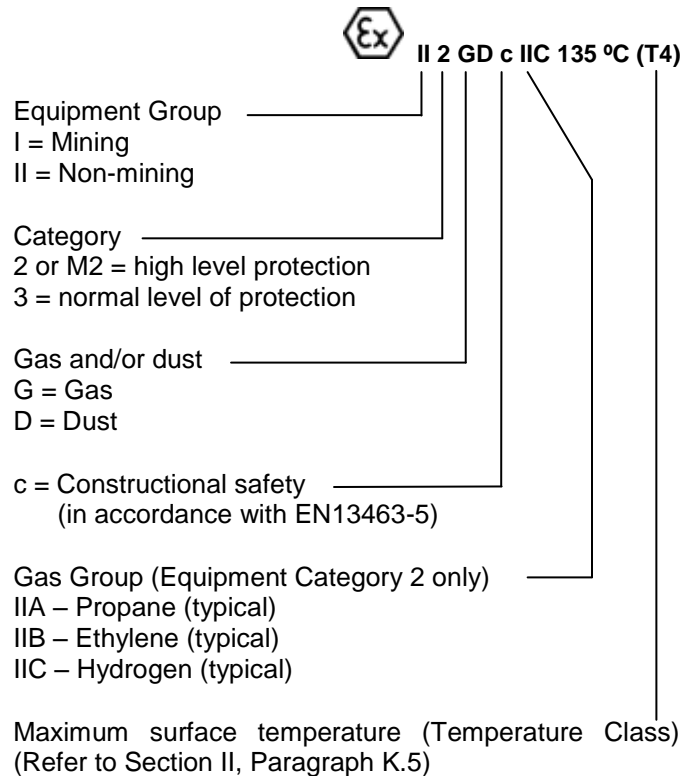 Ex II 2 GD c IIC 135 ºC (T4)
Equipment Group
I = Mining
II = Non-mining
Category
2 or M2 = high level protection
3 = normal level of protection
Gas and/or dust
G = Gas
D = Dust
c = Constructional safety
(in accordance with EN13463-5)
Gas Group (Equipment Category 2 only)
IIA – Propane (typical)
IIB – Ethylene (typical)
IIC – Hydrogen (typical)
Maximum surface temperature (Temperature Class)
(Refer to Section II, Paragraph K.5)